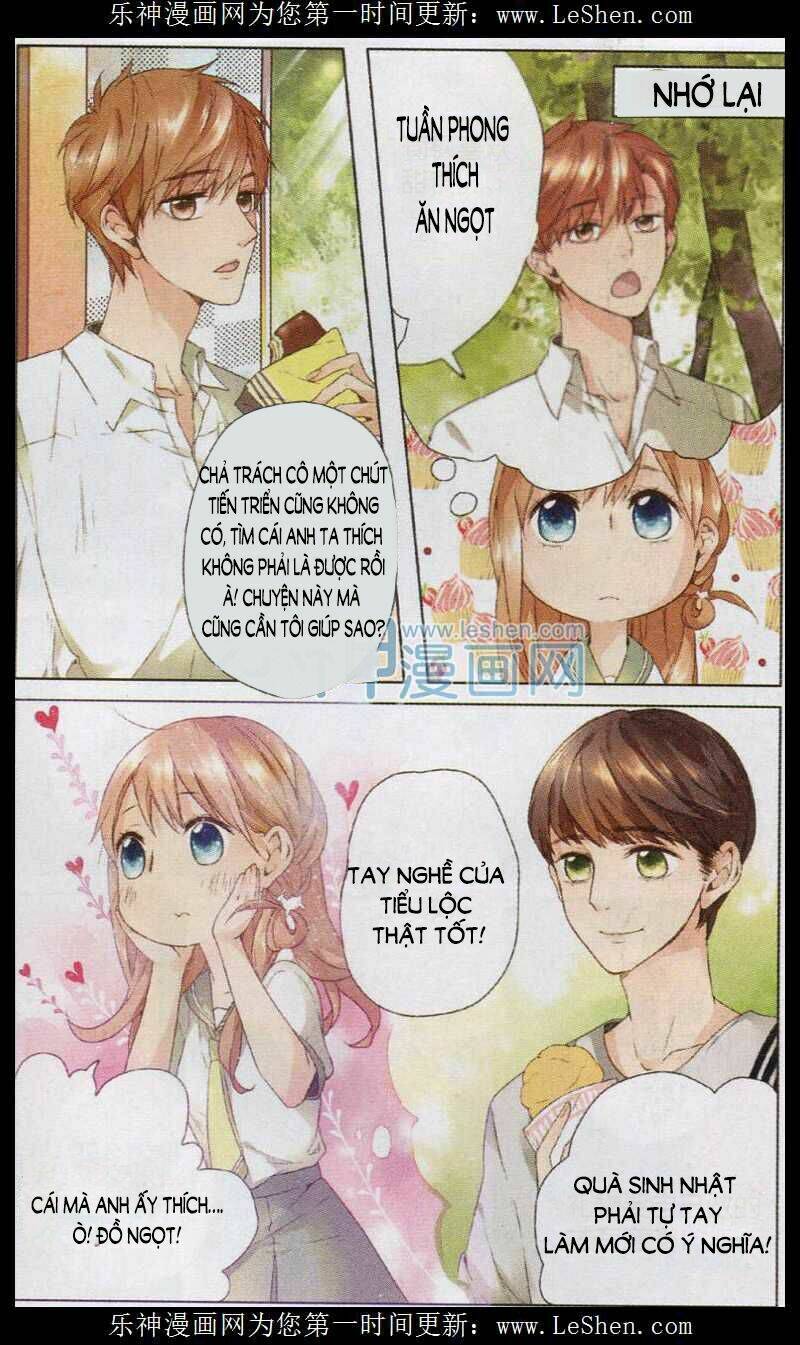 乐神漫画网为您第一时间更新：www.LeShen.com
CHẢ TRÁCH CÔ MỘT CHÚT
TIẾN TRIỂN CŨNG KHÔNG
CÓ, TÌM CÁI ANH TA THÍCH
KHÔNG PHẢI LÀ ĐƯỢC RỒI
À! CHUYỆN NÀY MÀ
CŨNG CẦN TÔI GIÚP SAO?
NHỚ LẠI
TUẤN PHONG
THÍCH
ĂN NGỌT
www.leshen.com
神漫画网
TAY NGHỀ CỦA
TIỂU LỘC
THẬT TỐT!
CÁI MÀ ANH ẤY THÍCH....
Ò! ĐỒ NGỌT!
QUÀ SINH NHẬT
PHẢI TỰ TAY
LÀM MỚI CÓ Ý NGHĨA!
乐神漫画网为您第一时间更新：www.LeShen.com